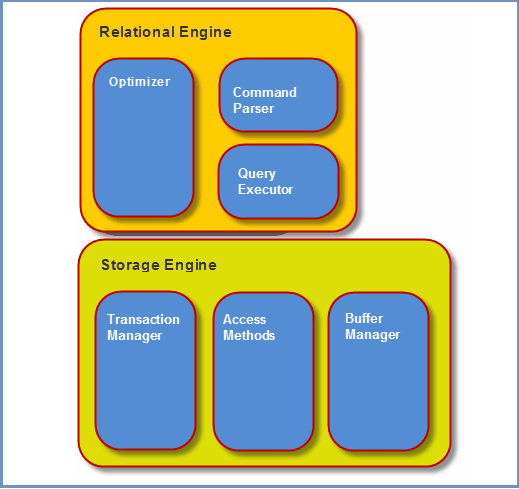 Relational Engine
Optimizer
Command
Parser
Query
Executor
Storage Engine
Transaction
Manager
Access
Methods
Buffer
Manager